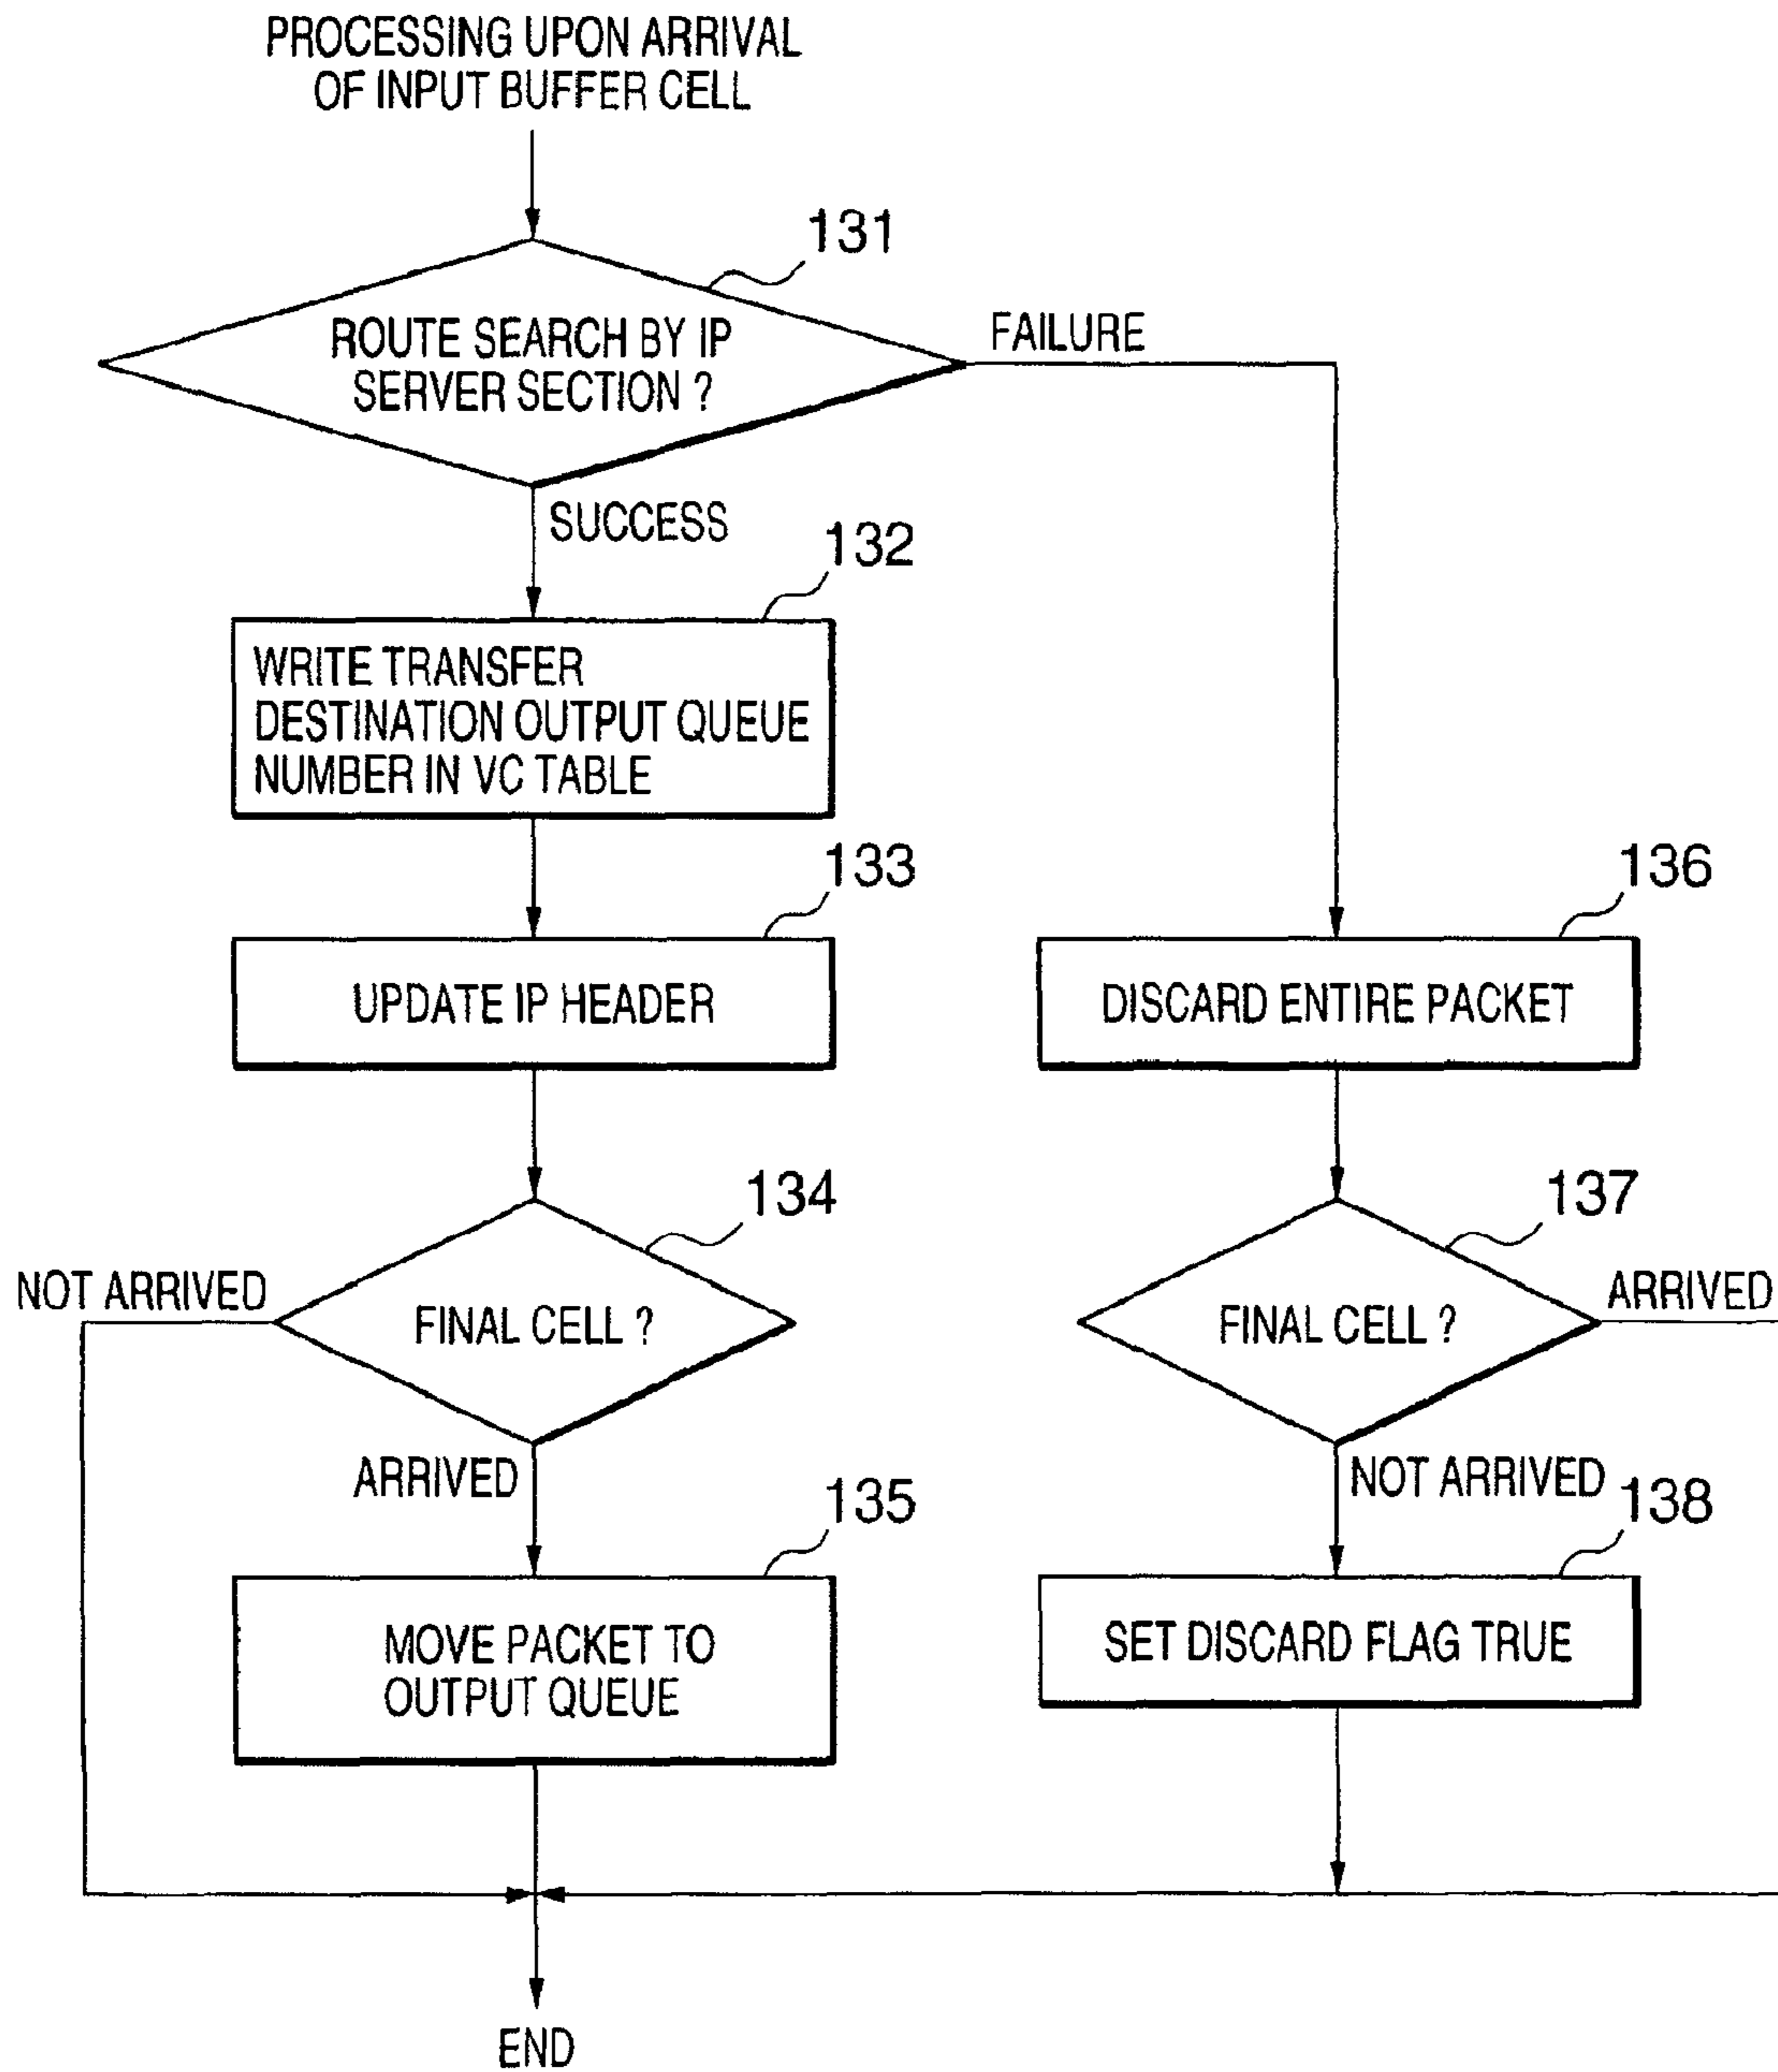 PROCESSING UPON ARRIVAL
OF INPUT BUFFER CELL
131
ROUTE SEARCH BY IP
SERVER SECTION ?
FAILURE
SUCCESS
132
WRITE TRANSFER
DESTINATION OUTPUT QUEUE
NUMBER IN VC TABLE
133
UPDATE IP HEADER
136
DISCARD ENTIRE PACKET
134
NOT ARRIVED
FINAL CELL ?
ARRIVED
137
FINAL CELL ?
ARRIVED
NOT ARRIVED
135
MOVE PACKET TO
OUTPUT QUEUE
138
SET DISCARD FLAG TRUE
END